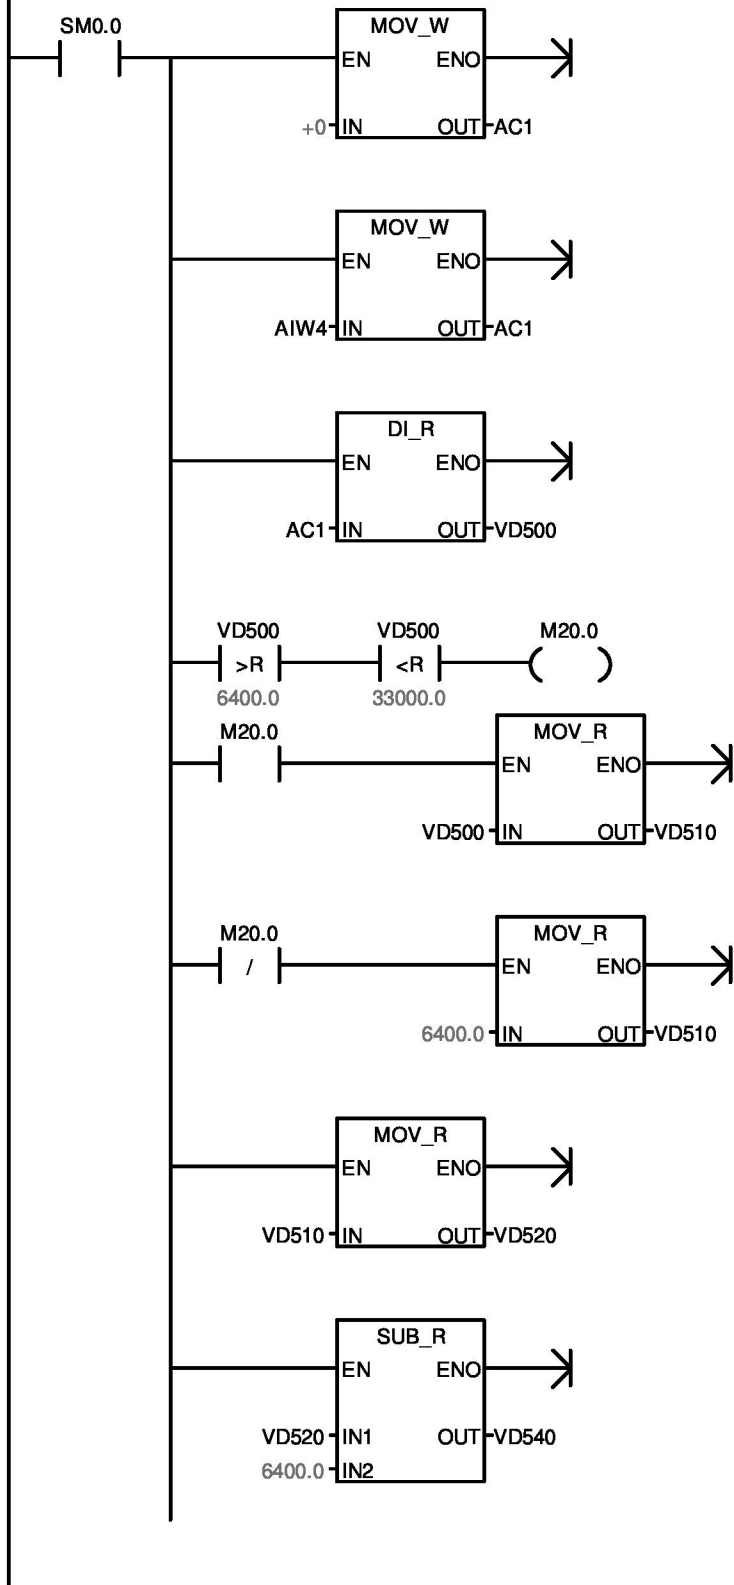 SM0.0
MOV_W
EN ENO
+0 IN OUT AC1
MOV_W
EN ENO
AIW4 IN OUT AC1
DI_R
EN ENO
AC1 IN OUT VD500
VD500 VD500 M20.0
>R <R
6400.0 33000.0
M20.0 MOV_R
EN ENO
VD500 IN OUT VD510
M20.0 MOV_R
/ EN ENO
6400.0 IN OUT VD510
MOV_R
EN ENO
VD510 IN OUT VD520
SUB_R
EN ENO
VD520 IN1 OUT VD540
6400.0 IN2